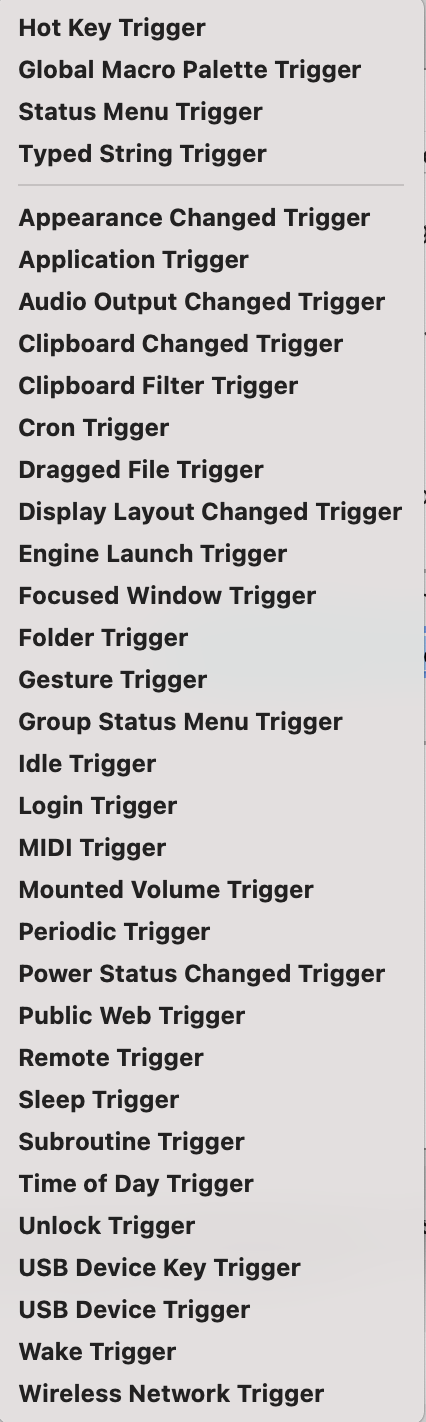 Hot Key Trigger
Global Macro Palette Trigger
Status Menu Trigger
Typed String Trigger
Appearance Changed Trigger
Application Trigger
Audio Output Changed Trigger
Clipboard Changed Trigger
Clipboard Filter Trigger
Cron Trigger
Dragged File Trigger
Display Layout Changed Trigger
Engine Launch Trigger
Focused Window Trigger
Folder Trigger
Gesture Trigger
Group Status Menu Trigger
Idle Trigger
Login Trigger
MIDI Trigger
Mounted Volume Trigger
Periodic Trigger
Power Status Changed Trigger
Public Web Trigger
Remote Trigger
Sleep Trigger
Subroutine Trigger
Time of Day Trigger
Unlock Trigger
USB Device Key Trigger
USB Device Trigger
Wake Trigger
Wireless Network Trigger